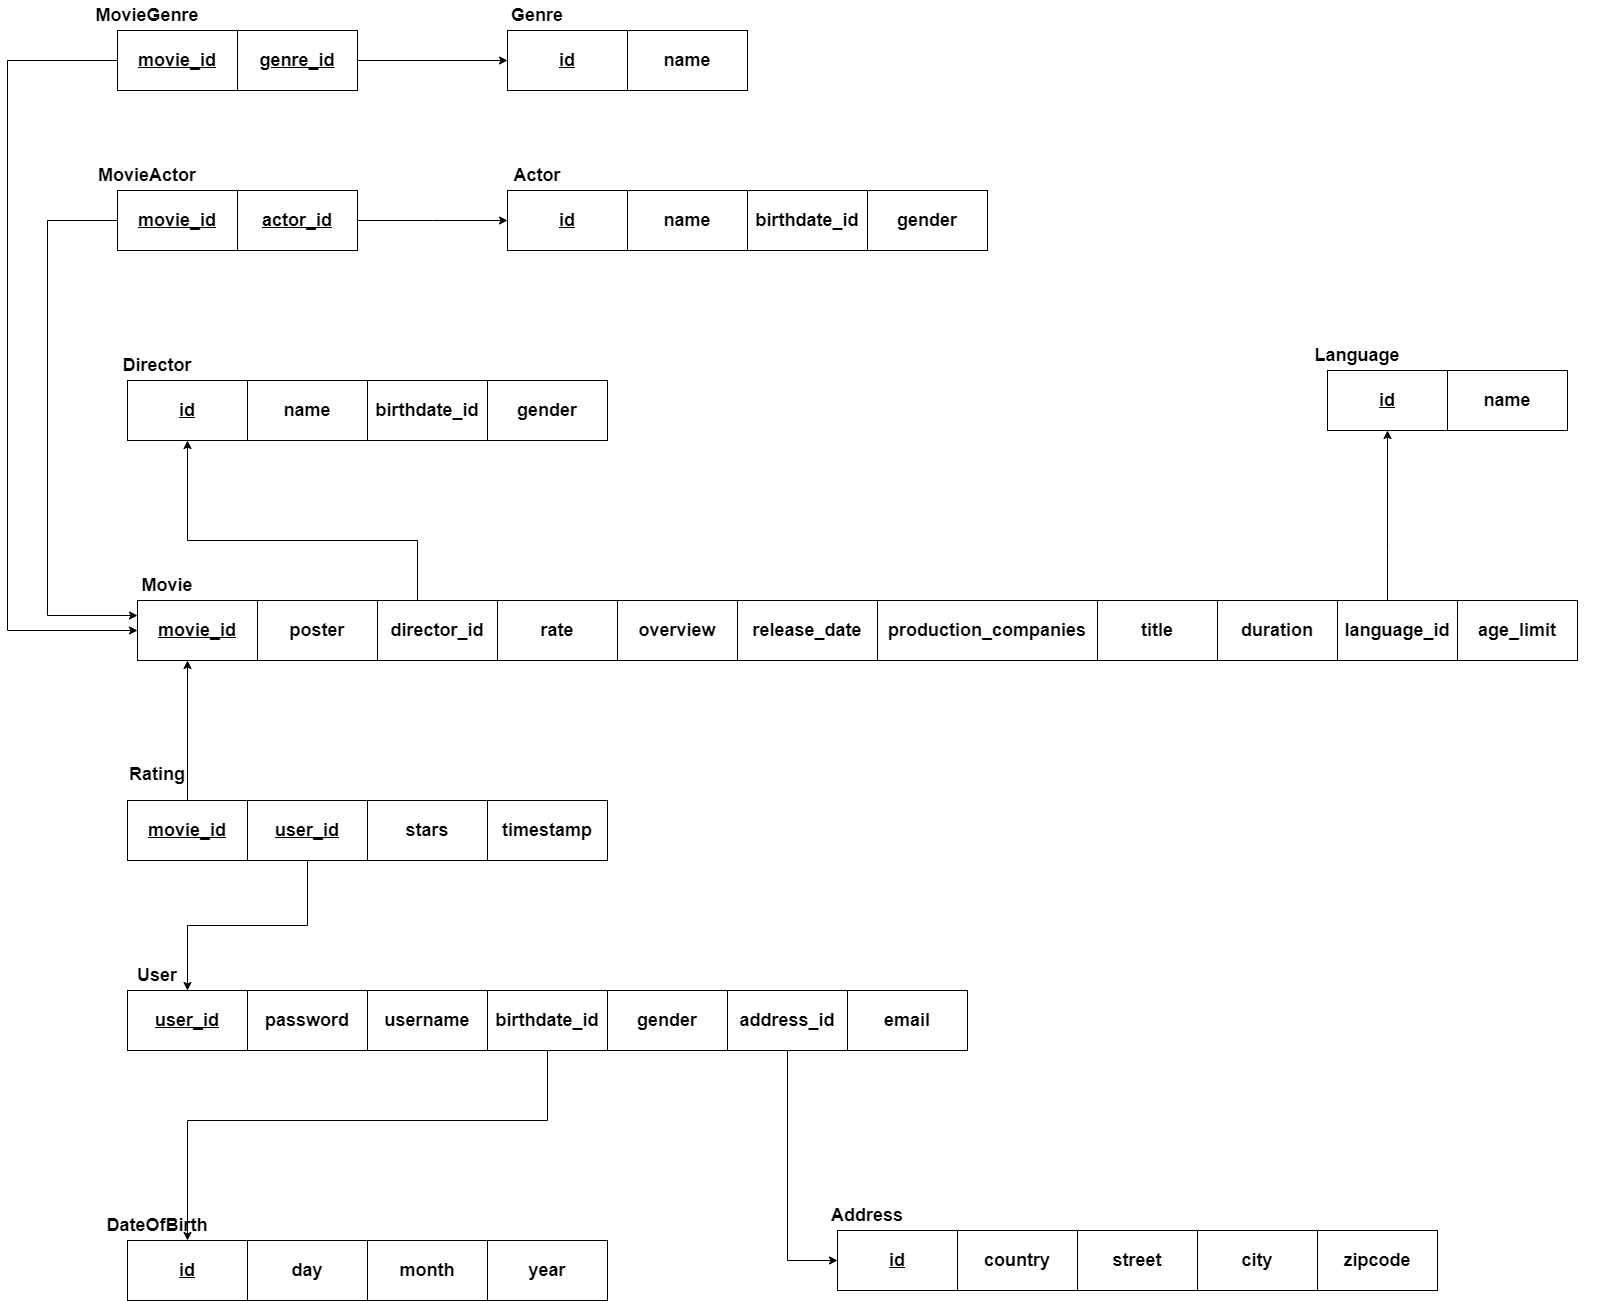 MovieGenre Genre
movie_id genre_id id name
MovieActor Actor
movie_id actor_id id name birthdate_id gender
Director
id name birthdate_id gender
Language
id name
Movie
movie_id poster director_id rate overview release_date production_companies title duration language_id age_limit
Rating
movie_id user_id stars timestamp
User
user_id password username birthdate_id gender address_id email
DateOfBirth
id day month year
Address
id country street city zipcode